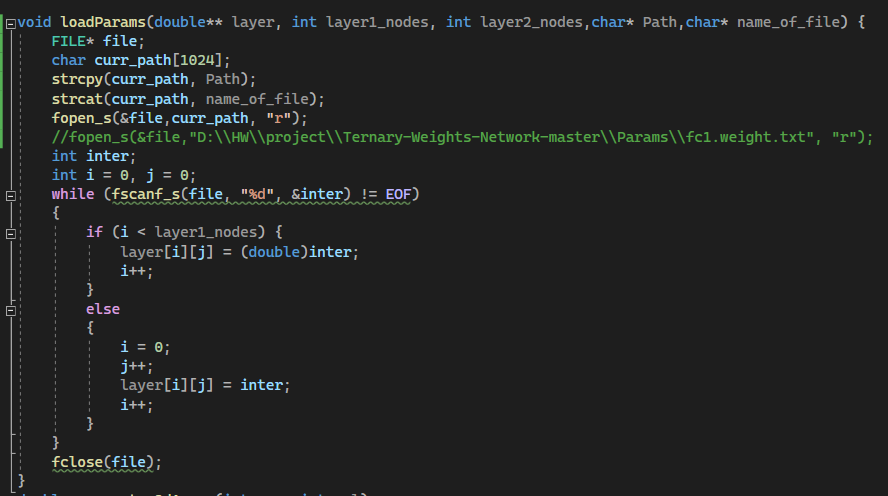 void loadParams(double** layer, int layer1_nodes, int layer2_nodes,char* Path,char* name_of_file) {
FILE* file;
char curr_path[1024];
strcpy(curr_path, Path);
strcat(curr_path, name_of_file);
fopen_s(&file,curr_path, "r");
//fopen_s(&file,"D:\\HW\\project\\Ternary-Weights-Network-master\\Params\\fc1.weight.txt", "r");
int inter;
int i = 0, j = 0;
while (fscanf_s(file, "%d", &inter) != EOF)
{
if (i < layer1_nodes) {
layer[i][j] = (double)inter;
i++;
}
else
{
i = 0;
j++;
layer[i][j] = inter;
i++;
}
}
fclose(file);
}